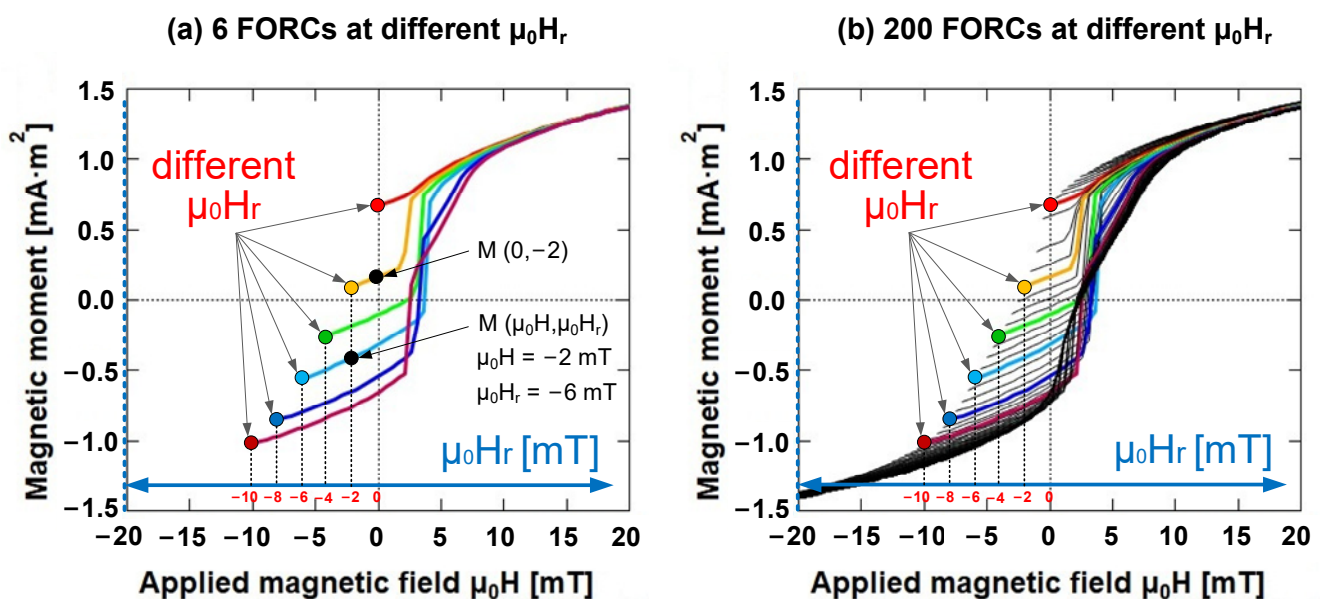 (a) 6 FORCs at different μ₀Hᵣ
Magnetic moment [mA·m²]
1.5
1.0
0.5
0.0
−0.5
−1.0
−1.5
different
μ₀Hr
M (0,−2)
M (μ₀H,μ₀Hᵣ)
μ₀H = −2 mT
μ₀Hᵣ = −6 mT
μ₀Hr [mT]
−10 −8 −6 −4 −2 0
−20 −15 −10 −5 0 5 10 15 20
Applied magnetic field μ₀H [mT]
(b) 200 FORCs at different μ₀Hᵣ
Magnetic moment [mA·m²]
1.5
1.0
0.5
0.0
−0.5
−1.0
−1.5
different
μ₀Hr
μ₀Hr [mT]
−10 −8 −6 −4 −2 0
−20 −15 −10 −5 0 5 10 15 20
Applied magnetic field μ₀H [mT]